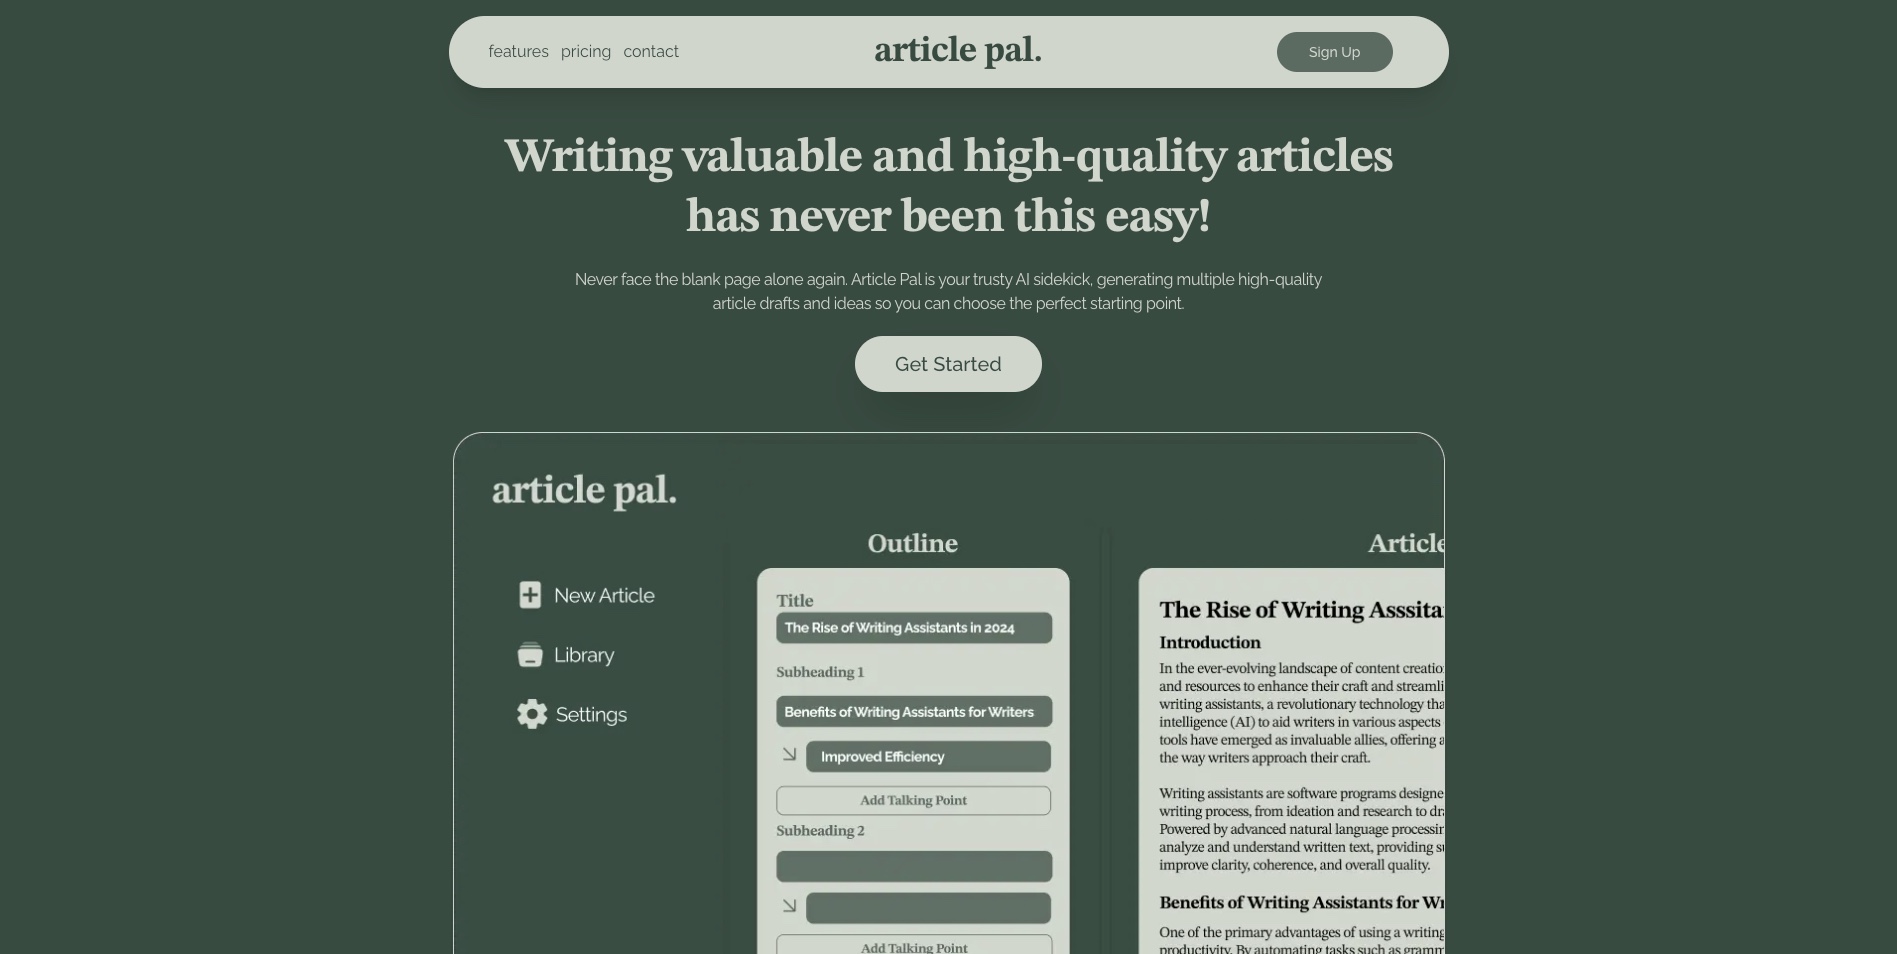 features pricing contact
article pal.
Sign Up
Writing valuable and high-quality articles
has never been this easy!
Never face the blank page alone again. Article Pal is your trusty AI sidekick, generating multiple high-quality
article drafts and ideas so you can choose the perfect starting point.
Get Started
article pal.
New Article
Library
Settings
Outline
Title
The Rise of Writing Assistants in 2024
Subheading 1
Benefits of Writing Assistants for Writers
Improved Efficiency
Add Talking Point
Subheading 2
Add Talking Point
Article
The Rise of Writing Asssita
Introduction
In the ever-evolving landscape of content creatio
and resources to enhance their craft and streamli
writing assistants, a revolutionary technology tha
intelligence (AI) to aid writers in various aspects
tools have emerged as invaluable allies, offering a
the way writers approach their craft.
Writing assistants are software programs designe
writing process, from ideation and research to dr
Powered by advanced natural language processin
analyze and understand written text, providing su
improve clarity, coherence, and overall quality.
Benefits of Writing Assistants for Wr
One of the primary advantages of using a writing
productivity. By automating tasks such as gramm